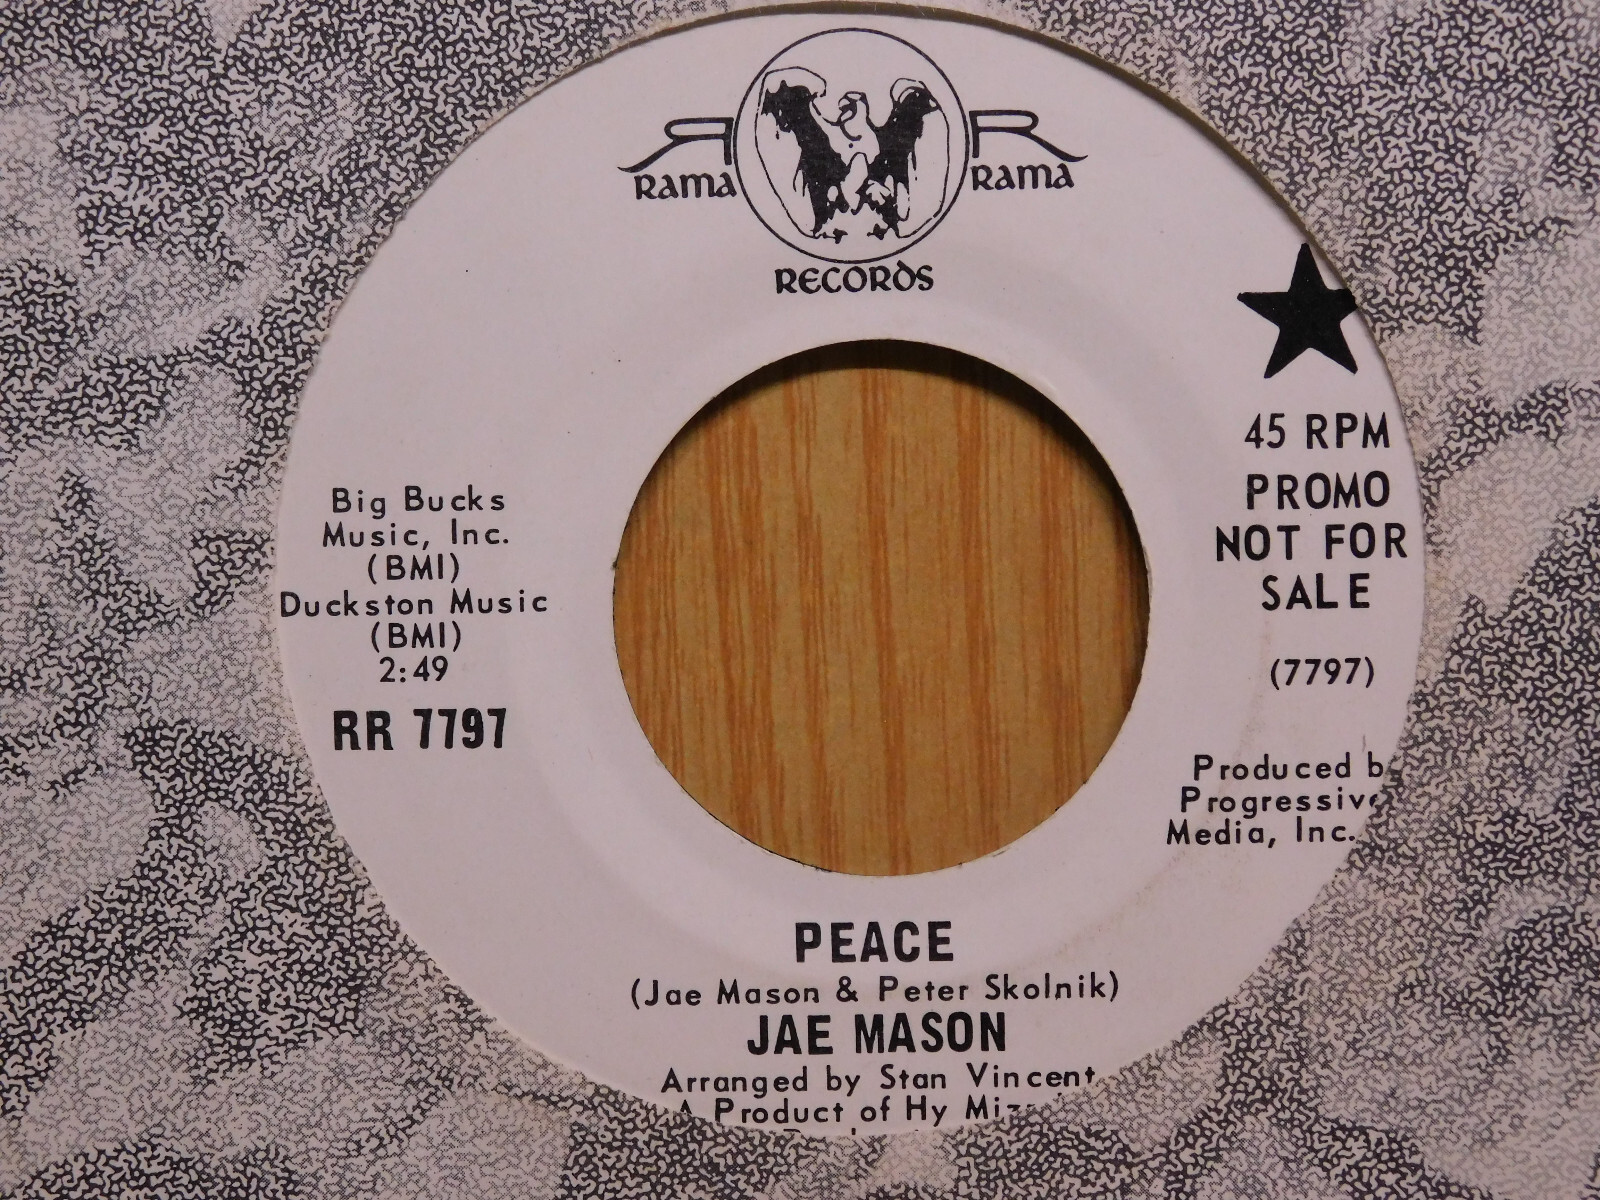 R R
RAMA RAMA
RECORDS
45 RPM
PROMO
NOT FOR
SALE
(7797)
Big Bucks
Music, Inc.
(BMI)
Duckston Music
(BMI)
2:49
RR 7797
Produced by
Progressive
Media, Inc.
PEACE
(Jae Mason & Peter Skolnik)
JAE MASON
Arranged by Stan Vincent
A Product of Hy